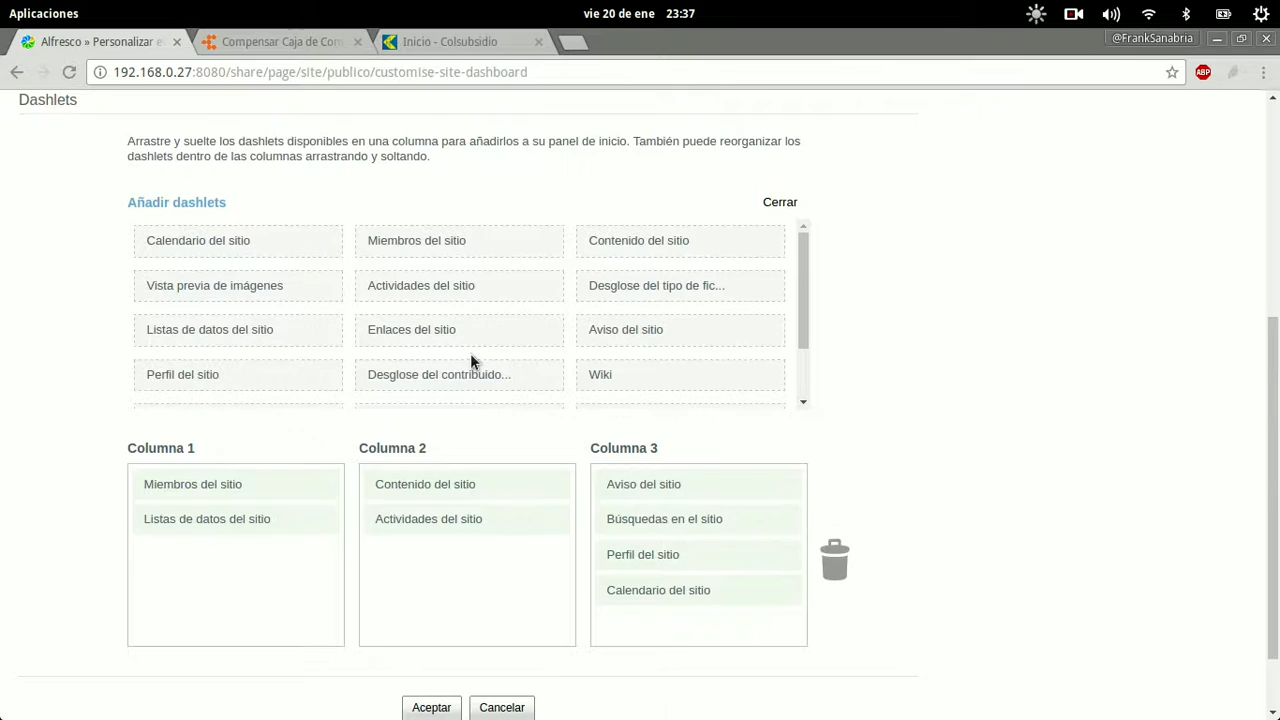 Aplicaciones
vie 20 de ene 23:37
Alfresco » Personalizar e
Compensar Caja de Com
Inicio - Colsubsidio
@FrankSanabria
192.168.0.27:8080/share/page/site/publico/customise-site-dashboard
ABP
Dashlets
Arrastre y suelte los dashlets disponibles en una columna para añadirlos a su panel de inicio. También puede reorganizar los
dashlets dentro de las columnas arrastrando y soltando.
Añadir dashlets
Cerrar
Calendario del sitio
Miembros del sitio
Contenido del sitio
Vista previa de imágenes
Actividades del sitio
Desglose del tipo de fic...
Listas de datos del sitio
Enlaces del sitio
Aviso del sitio
Perfil del sitio
Desglose del contribuido...
Wiki
Columna 1
Columna 2
Columna 3
Miembros del sitio
Contenido del sitio
Aviso del sitio
Listas de datos del sitio
Actividades del sitio
Búsquedas en el sitio
Perfil del sitio
Calendario del sitio
Aceptar
Cancelar